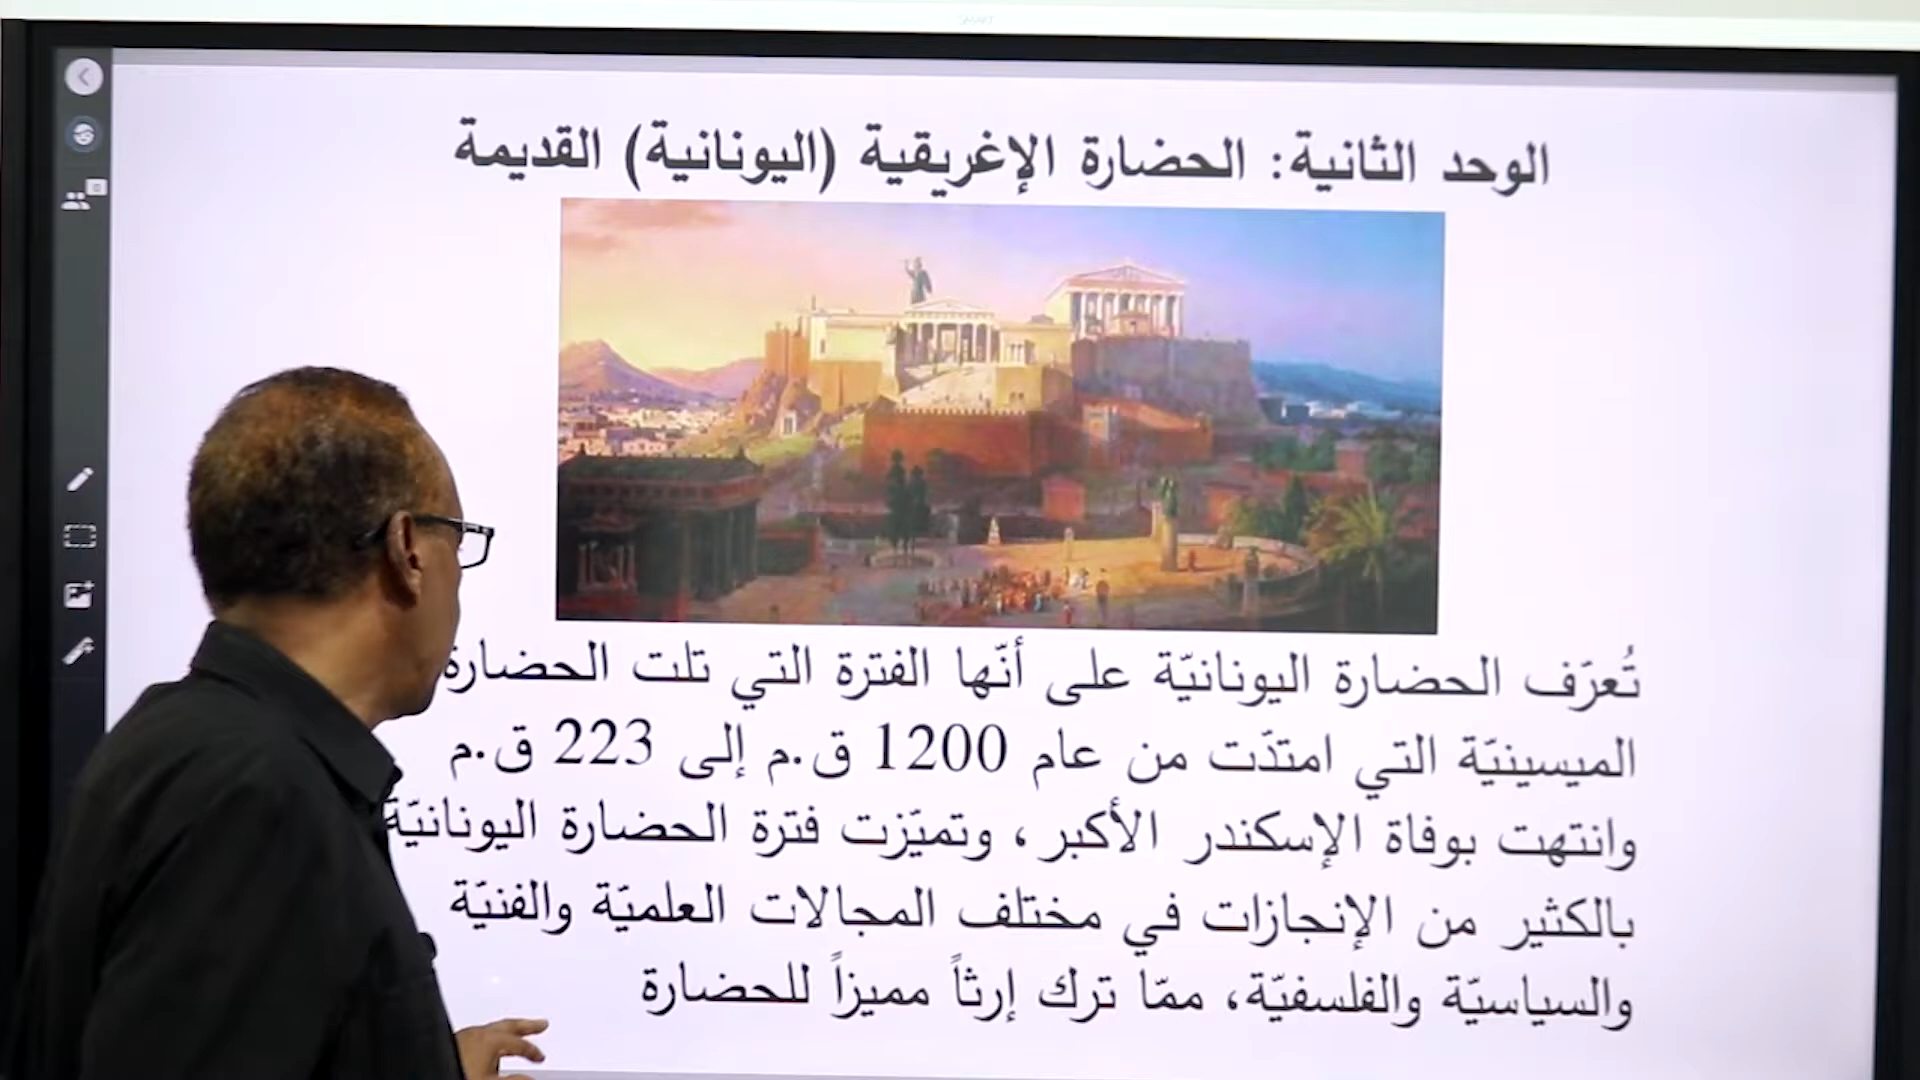 SMART
الوحد الثانية: الحضارة الإغريقية (اليونانية) القديمة
تُعرّف الحضارة اليونانيّة على أنّها الفترة التي تلت الحضارة
الميسينيّة التي امتدّت من عام 1200 ق.م إلى 223 ق.م
وانتهت بوفاة الإسكندر الأكبر، وتميّزت فترة الحضارة اليونانيّة
بالكثير من الإنجازات في مختلف المجالات العلميّة والفنيّة
والسياسيّة والفلسفيّة، ممّا ترك إرثاً مميزاً للحضارة